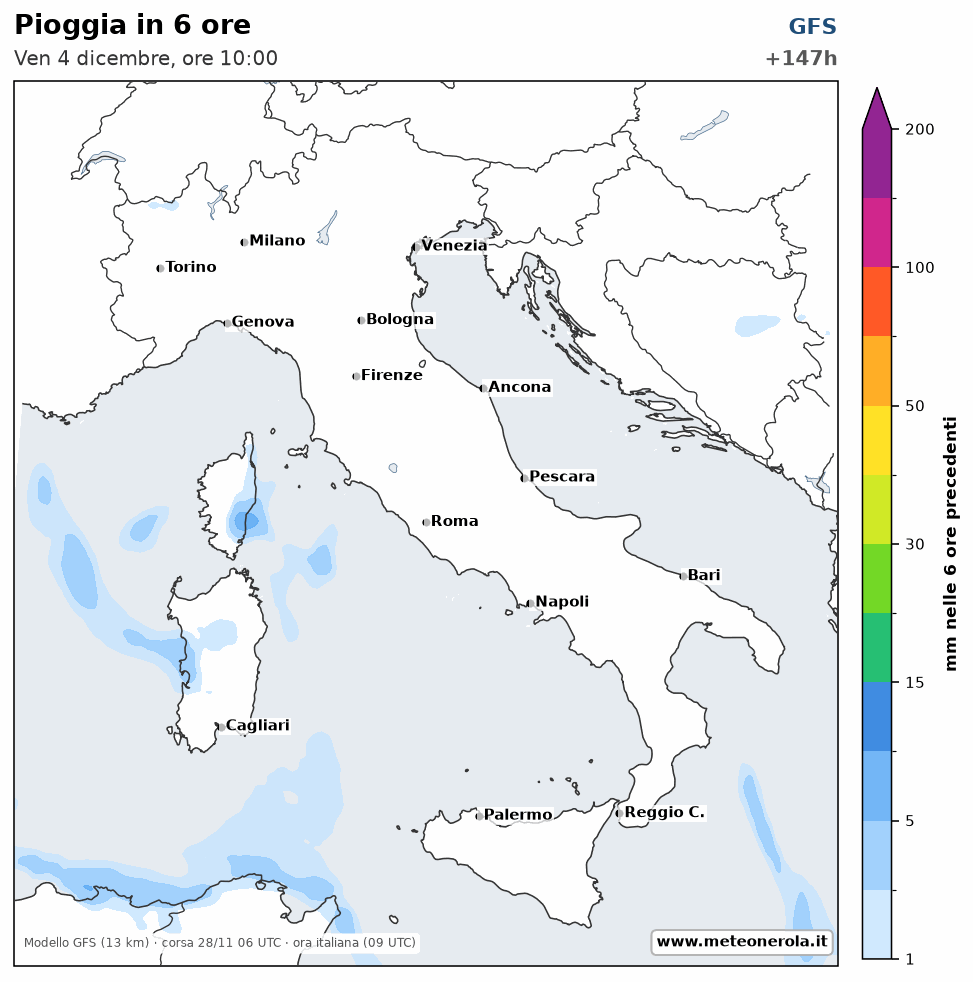 Pioggia in 6 ore
GFS
Ven 4 dicembre, ore 10:00
+147h
200
100
50
30
15
5
1
mm nelle 6 ore precedenti
Milano
Venezia
Torino
Genova
Bologna
Firenze
Ancona
Pescara
Roma
Bari
Napoli
Cagliari
Palermo
Reggio C.
Modello GFS (13 km) · corsa 28/11 06 UTC · ora italiana (09 UTC)
www.meteonerola.it